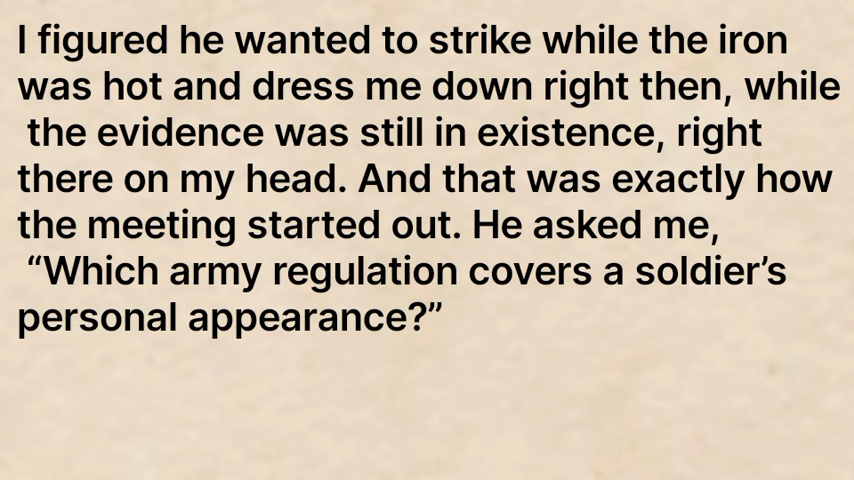 I figured he wanted to strike while the iron
was hot and dress me down right then, while
the evidence was still in existence, right
there on my head. And that was exactly how
the meeting started out. He asked me,
“Which army regulation covers a soldier’s
personal appearance?”